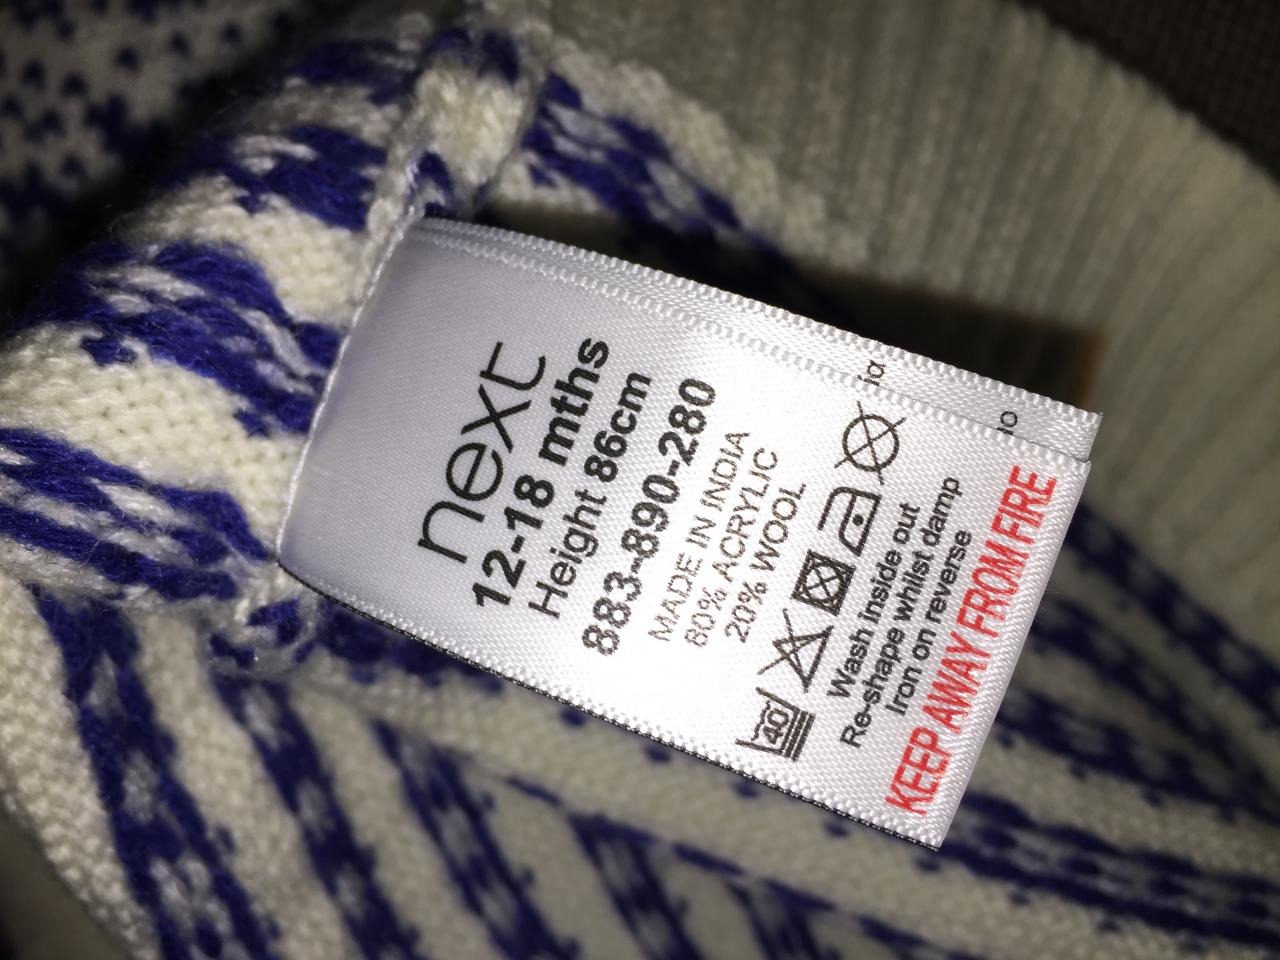 next
12-18 mths
Height 86cm
883-890-280
MADE IN INDIA
80% ACRYLIC
20% WOOL
40
Wash inside out
Re-shape whilst damp
Iron on reverse
KEEP AWAY FROM FIRE